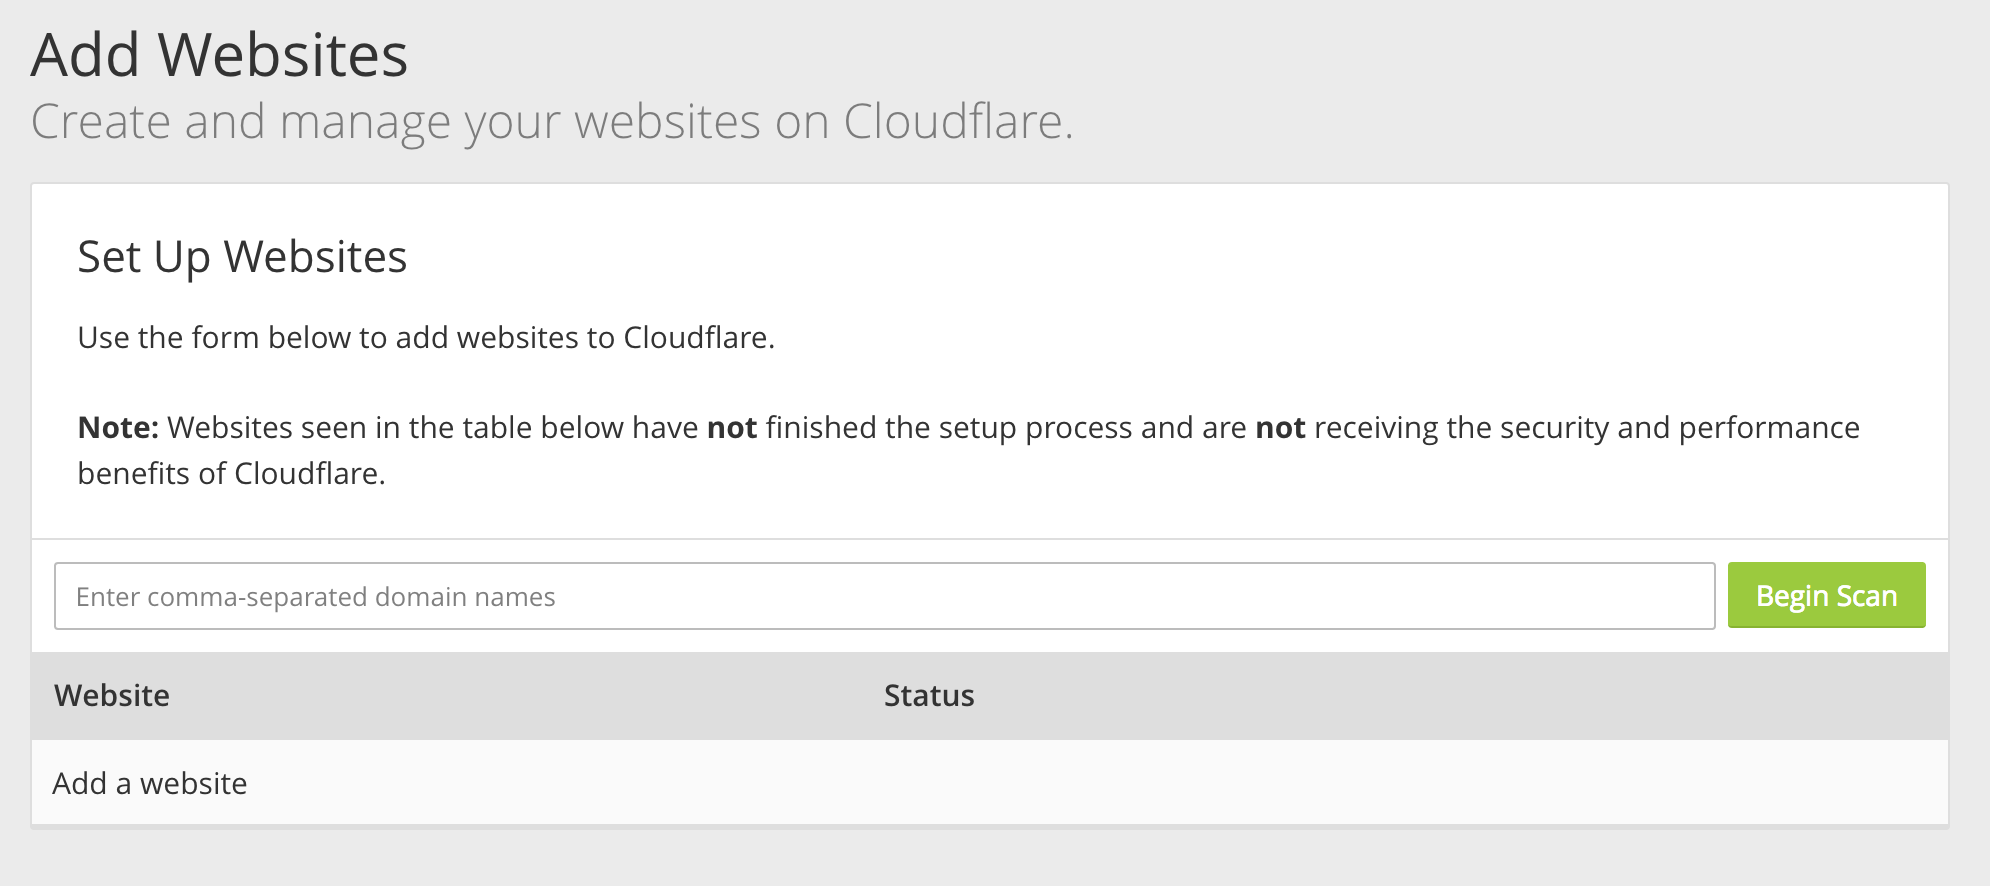 Add Websites
Create and manage your websites on Cloudflare.
Set Up Websites
Use the form below to add websites to Cloudflare.
Note: Websites seen in the table below have not finished the setup process and are not receiving the security and performance
benefits of Cloudflare.
Enter comma-separated domain names
Begin Scan
Website Status
Add a website